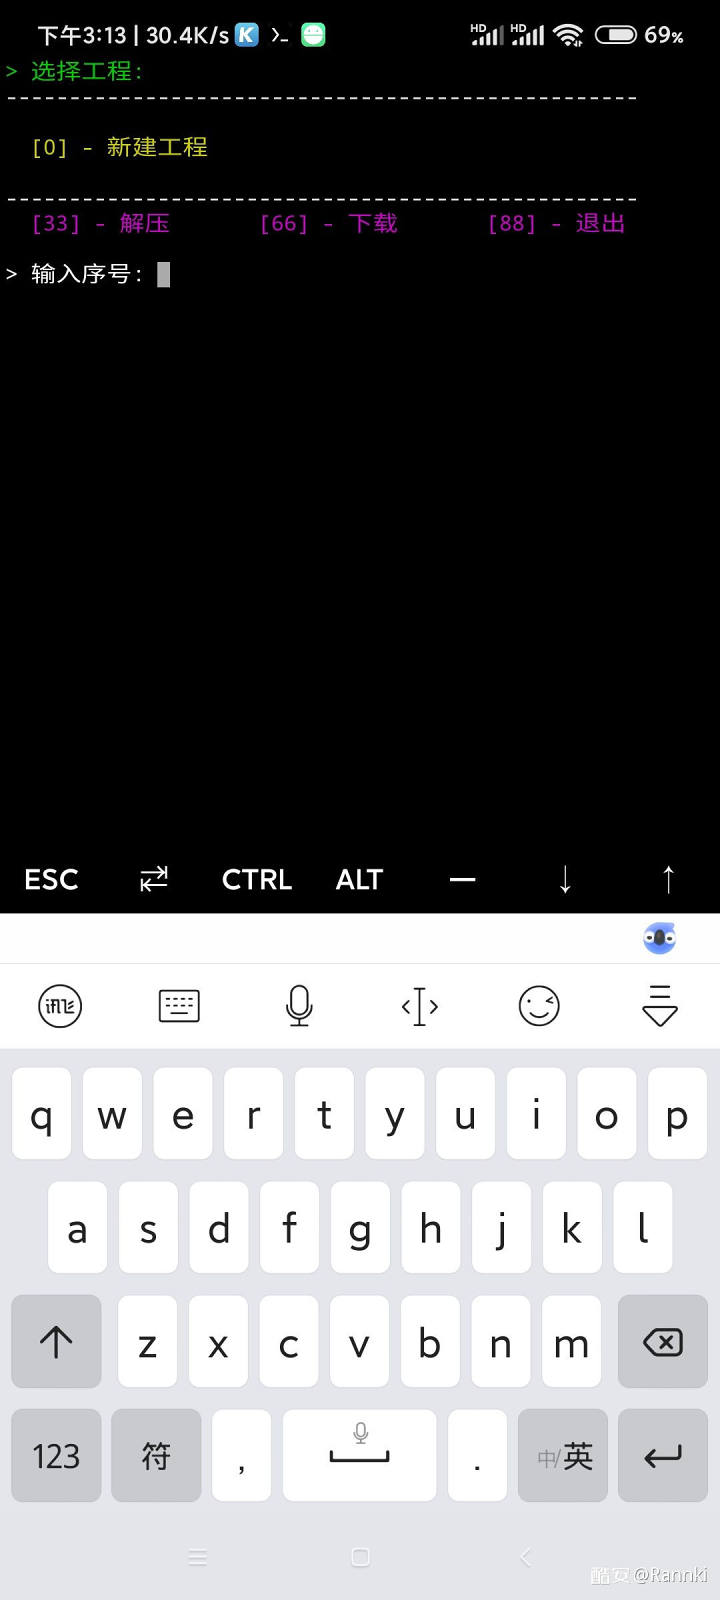 下午3:13 | 30.4K/s K >_ HD HD 69%
> 选择工程:
--------------------------------------------------
[0] - 新建工程
--------------------------------------------------
[33] - 解压 [66] - 下载 [88] - 退出
> 输入序号:
ESC CTRL ALT — ↓ ↑
q w e r t y u i o p
a s d f g h j k l
z x c v b n m
123 符 , . 中/英
酷安 @Rannki